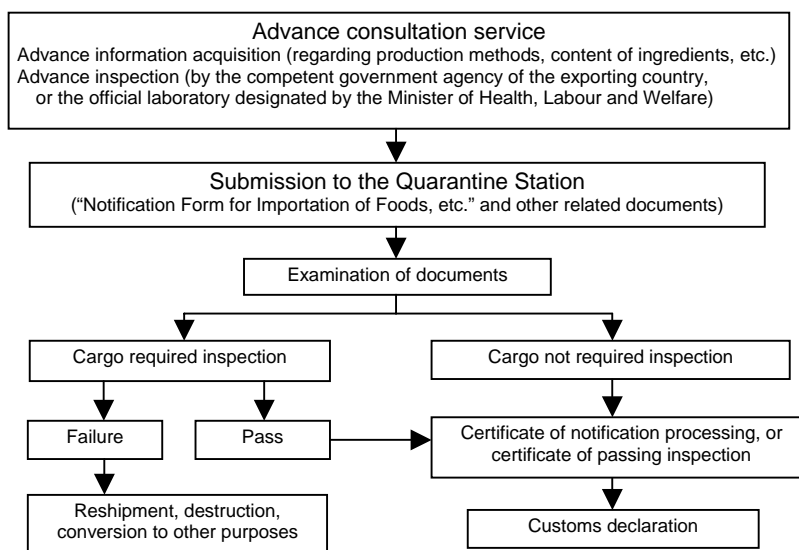 Advance consultation service
Advance information acquisition (regarding production methods, content of ingredients, etc.)
Advance inspection (by the competent government agency of the exporting country,
or the official laboratory designated by the Minister of Health, Labour and Welfare)
Submission to the Quarantine Station
(“Notification Form for Importation of Foods, etc.” and other related documents)
Examination of documents
Cargo required inspection
Cargo not required inspection
Failure
Pass
Certificate of notification processing, or
certificate of passing inspection
Reshipment, destruction,
conversion to other purposes
Customs declaration